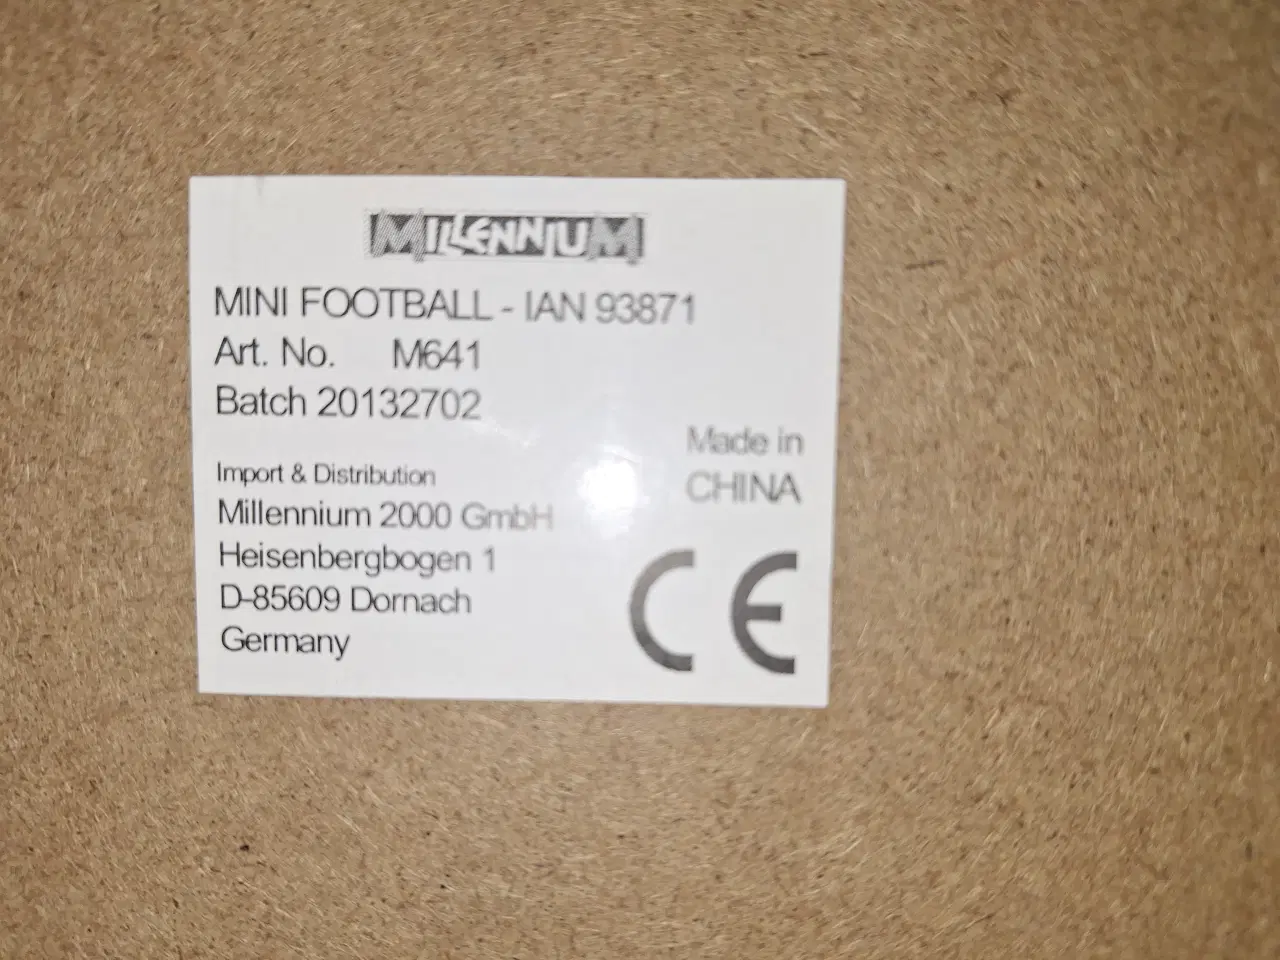 MILLENNIUM
MINI FOOTBALL - IAN 93871
Art. No. M641
Batch 20132702
Made in
CHINA
Import & Distribution
Millennium 2000 GmbH
Heisenbergbogen 1
D-85609 Dornach
Germany
CE